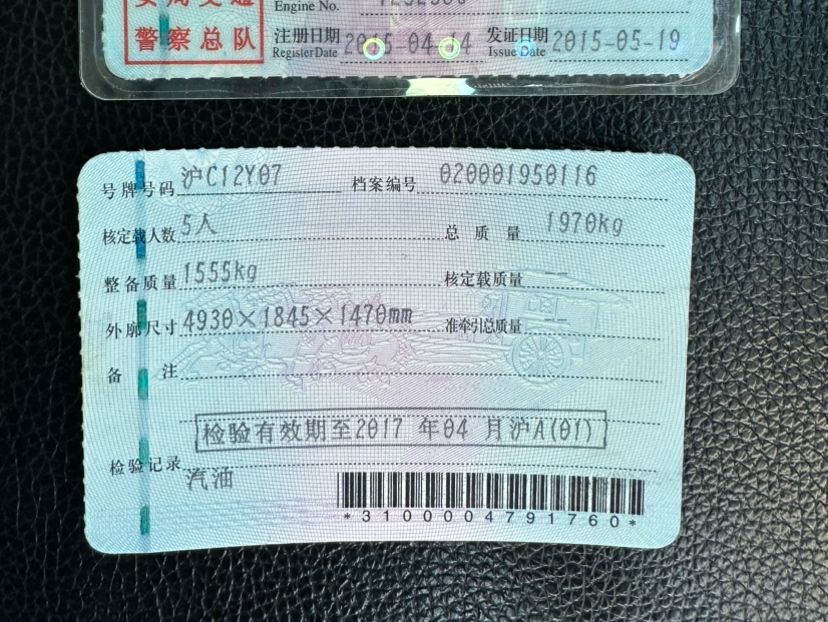 Engine No.
警察总队
注册日期 2015-04-14 发证日期 2015-05-19
Register Date Issue Date
号牌号码 沪C12Y07 档案编号 020001950116
核定载人数 5人 总质量 1970kg
整备质量 1555kg 核定载质量 --
外廓尺寸 4930×1845×1470mm 准牵引总质量 --
备注
检验有效期至2017 年04 月沪A(01)
检验记录
汽油
*3100004791760*